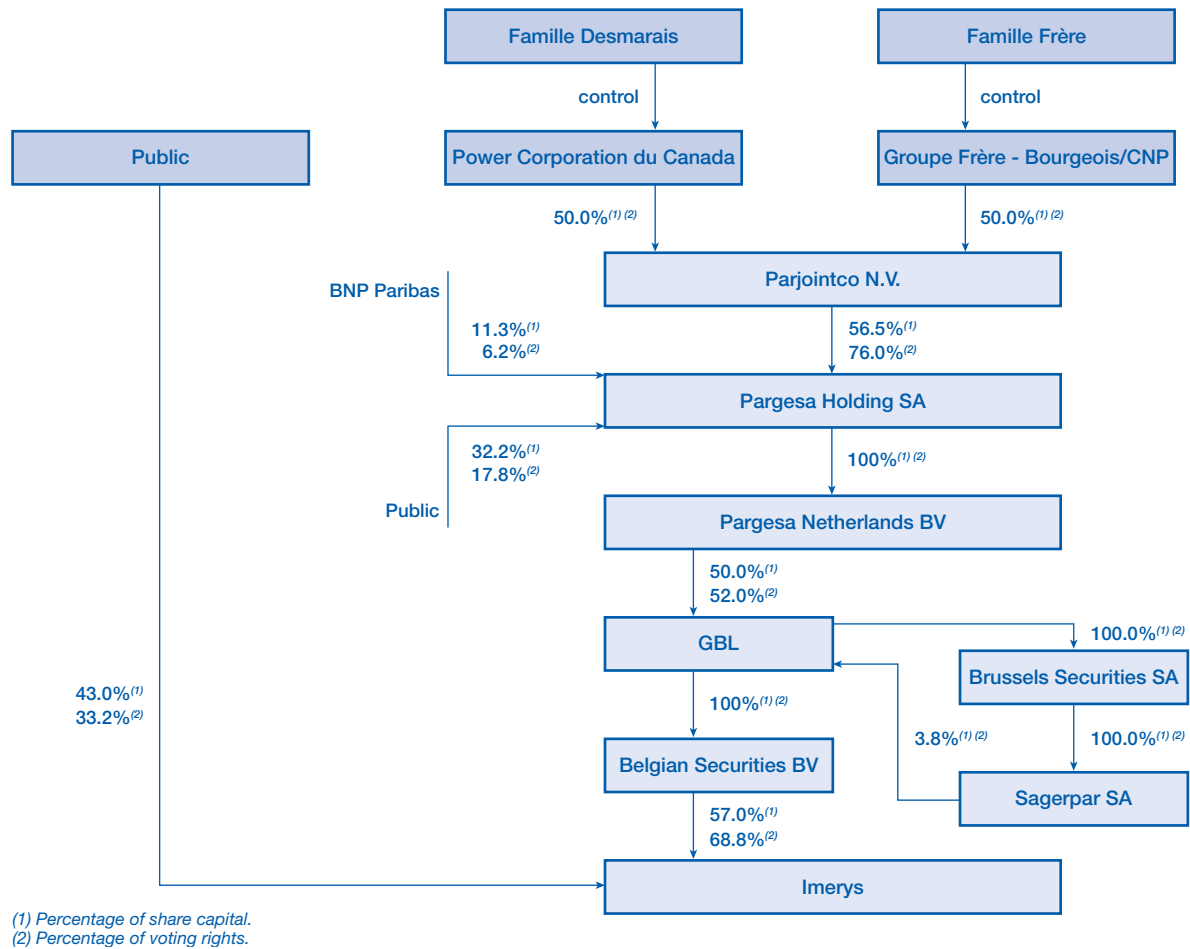 Famille Desmarais
Famille Frère
control
control
Public
Power Corporation du Canada
Groupe Frère - Bourgeois/CNP
50.0%(1) (2)
50.0%(1) (2)
Parjointco N.V.
BNP Paribas
11.3%(1)
6.2%(2)
56.5%(1)
76.0%(2)
Pargesa Holding SA
32.2%(1)
17.8%(2)
Public
100%(1) (2)
Pargesa Netherlands BV
50.0%(1)
52.0%(2)
GBL
100.0%(1) (2)
Brussels Securities SA
43.0%(1)
33.2%(2)
100%(1) (2)
3.8%(1) (2)
100.0%(1) (2)
Belgian Securities BV
Sagerpar SA
57.0%(1)
68.8%(2)
Imerys
(1) Percentage of share capital.
(2) Percentage of voting rights.